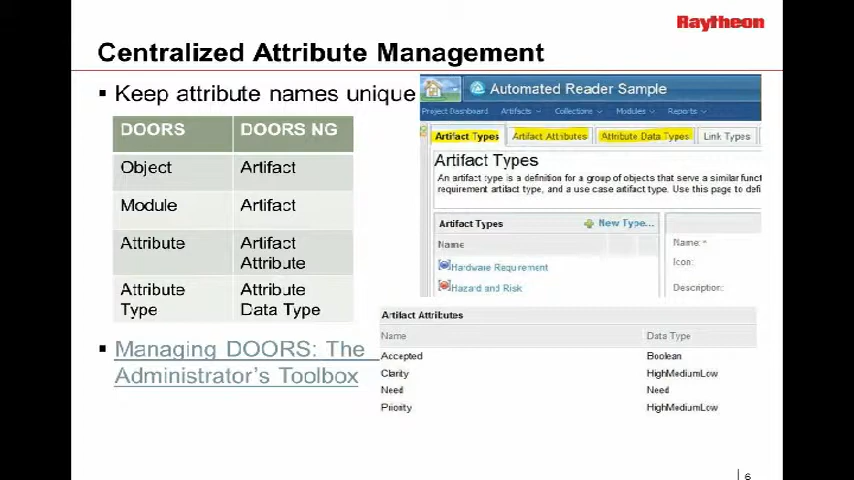 Raytheon
Centralized Attribute Management
▪ Keep attribute names unique
DOORS DOORS NG
Object Artifact
Module Artifact
Attribute Artifact Attribute
Attribute Type Attribute Data Type
▪ Managing DOORS: The
Administrator's Toolbox
Automated Reader Sample
Project Dashboard Artifacts Collections Modules Reports
Artifact Types Artifact Attributes Attribute Data Types Link Types
Artifact Types
An artifact type is a definition for a group of objects that serve a similar funct
requirement artifact type, and a use case artifact type. Use this page to defi
Artifact Types New Type...
Name Name: *
Hardware Requirement Icon:
Hazard and Risk Description:
Artifact Attributes
Name Data Type
Accepted Boolean
Clarity HighMediumLow
Need Need
Priority HighMediumLow
6